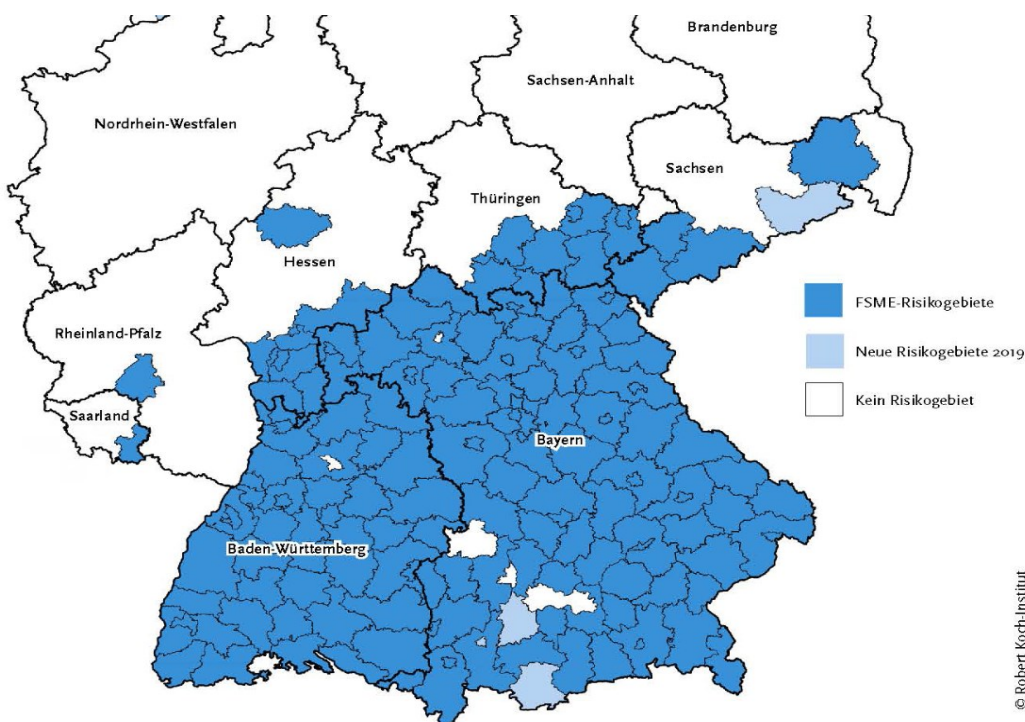 Brandenburg
Sachsen-Anhalt
Nordrhein-Westfalen
Sachsen
Thüringen
Hessen
FSME-Risikogebiete
Rheinland-Pfalz
Neue Risikogebiete 2019
Kein Risikogebiet
Saarland
Bayern
Baden-Württemberg
© Robert Koch-Institut